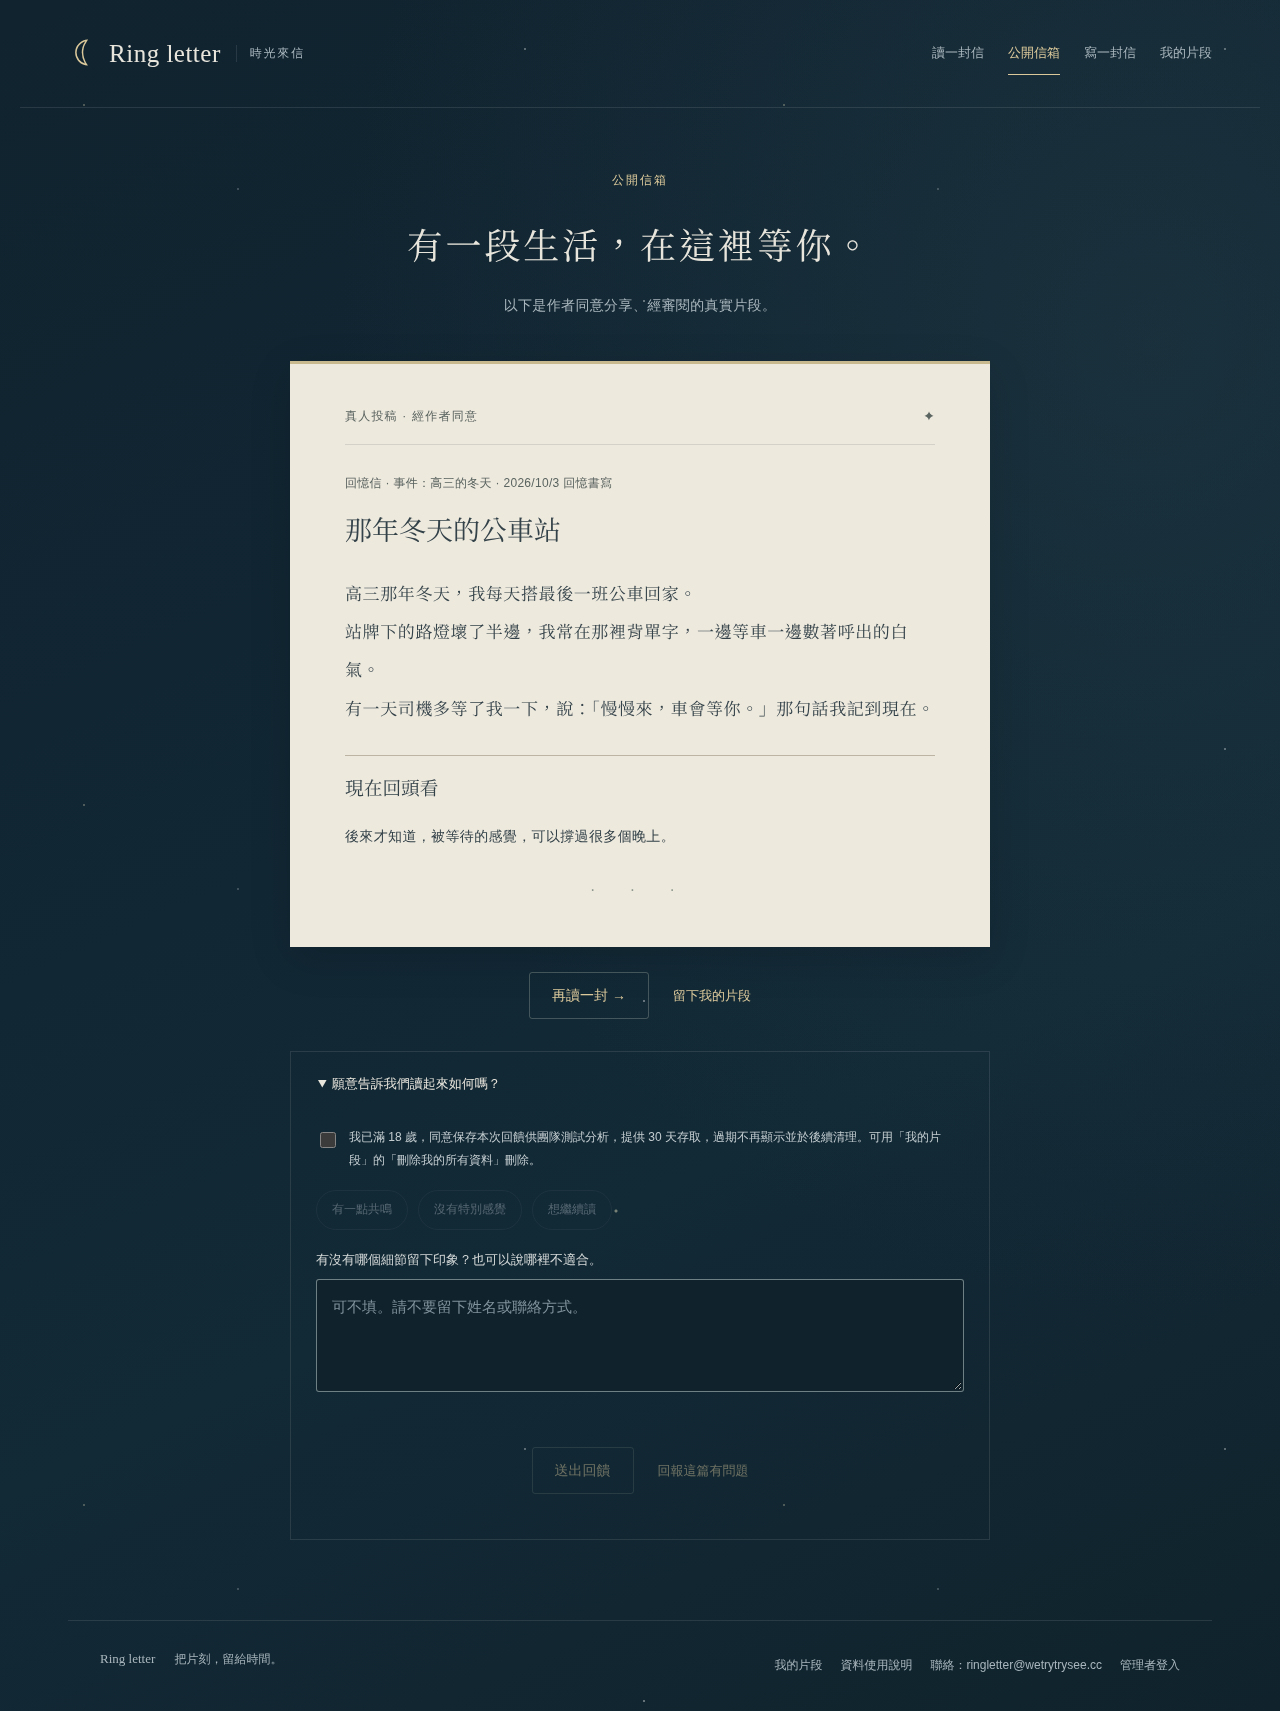 Ring letter
時光來信
讀一封信
公開信箱
寫一封信
我的片段
公開信箱
有一段生活，在這裡等你。
以下是作者同意分享、經審閱的真實片段。
真人投稿 · 經作者同意
回憶信 · 事件：高三的冬天 · 2026/10/3 回憶書寫
那年冬天的公車站
高三那年冬天，我每天搭最後一班公車回家。
站牌下的路燈壞了半邊，我常在那裡背單字，一邊等車一邊數著呼出的白
氣。
有一天司機多等了我一下，說：「慢慢來，車會等你。」那句話我記到現在。
現在回頭看
後來才知道，被等待的感覺，可以撐過很多個晚上。
再讀一封 →
留下我的片段
願意告訴我們讀起來如何嗎？
我已滿 18 歲，同意保存本次回饋供團隊測試分析，提供 30 天存取，過期不再顯示並於後續清理。可用「我的片
段」的「刪除我的所有資料」刪除。
有一點共鳴
沒有特別感覺
想繼續讀
有沒有哪個細節留下印象？也可以說哪裡不適合。
可不填。請不要留下姓名或聯絡方式。
送出回饋
回報這篇有問題
Ring letter
把片刻，留給時間。
我的片段
資料使用說明
聯絡：ringletter@wetrytrysee.cc
管理者登入